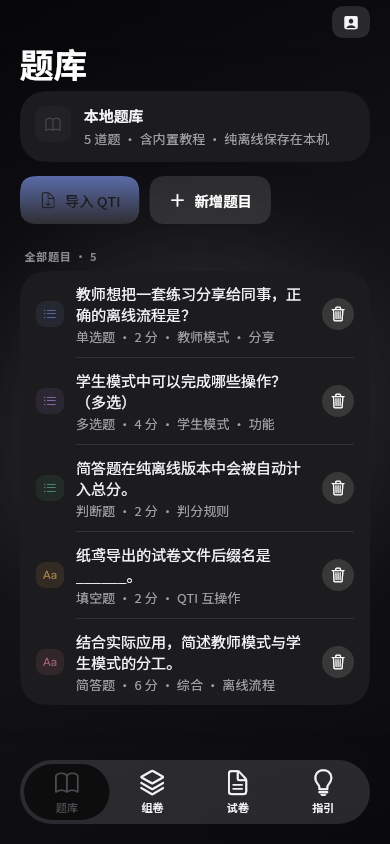 题库
本地题库
5 道题 • 含内置教程 • 纯离线保存在本机
导入 QTI
新增题目
全部题目 • 5
教师想把一套练习分享给同事，正
确的离线流程是？
单选题 • 2 分 • 教师模式 • 分享
学生模式中可以完成哪些操作？
（多选）
多选题 • 4 分 • 学生模式 • 功能
简答题在纯离线版本中会被自动计
入总分。
判断题 • 2 分 • 判分规则
纸鸢导出的试卷文件后缀名是
______。
填空题 • 2 分 • QTI 互操作
Aa
结合实际应用，简述教师模式与学
生模式的分工。
简答题 • 6 分 • 综合 • 离线流程
Aa
题库
组卷
试卷
指引